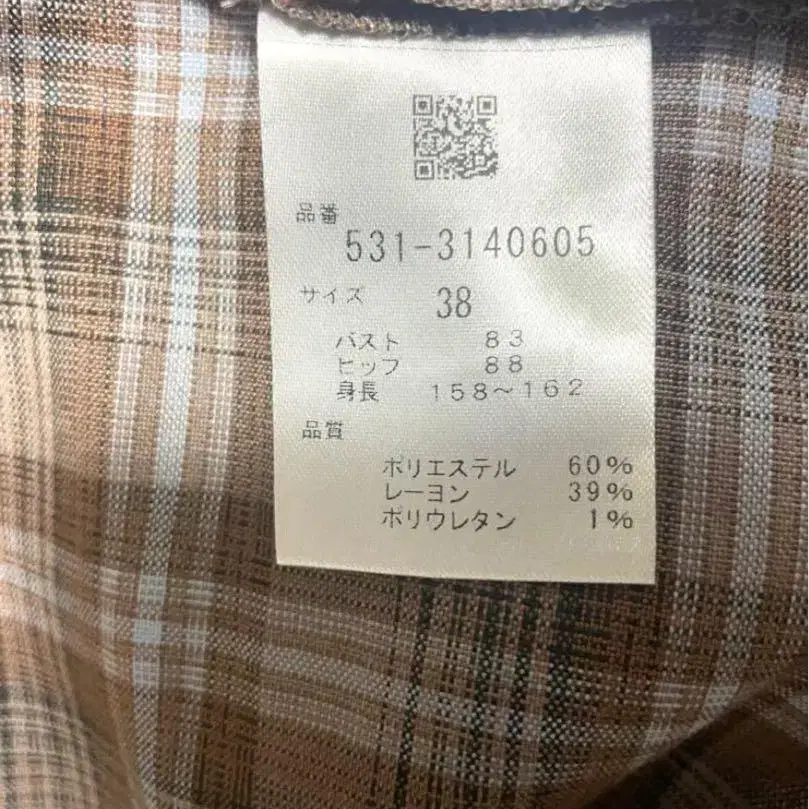 品番
531-3140605
サイズ 38
バスト 83
ヒップ 88
身長 158~162
品質
ポリエステル 60%
レーヨン 39%
ポリウレタン 1%